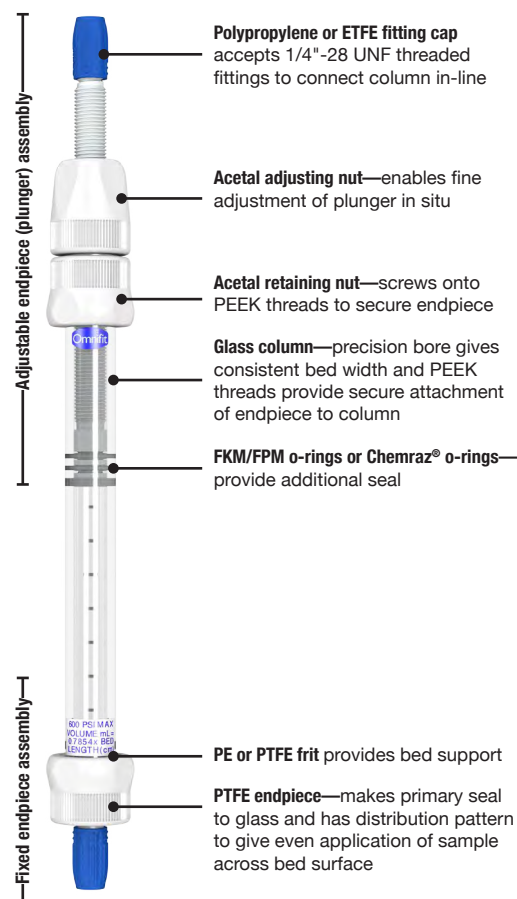 Polypropylene or ETFE fitting cap
accepts 1/4"-28 UNF threaded
fittings to connect column in-line
Acetal adjusting nut—enables fine
adjustment of plunger in situ
Acetal retaining nut—screws onto
PEEK threads to secure endpiece
Omnifit
Glass column—precision bore gives
consistent bed width and PEEK
threads provide secure attachment
of endpiece to column
FKM/FPM o-rings or Chemraz® o-rings—
provide additional seal
Adjustable endpiece (plunger) assembly
600 PSI MAX
VOLUME mL=
0.7854x BED
LENGTH(cm)
PE or PTFE frit provides bed support
PTFE endpiece—makes primary seal
to glass and has distribution pattern
to give even application of sample
across bed surface
Fixed endpiece assembly